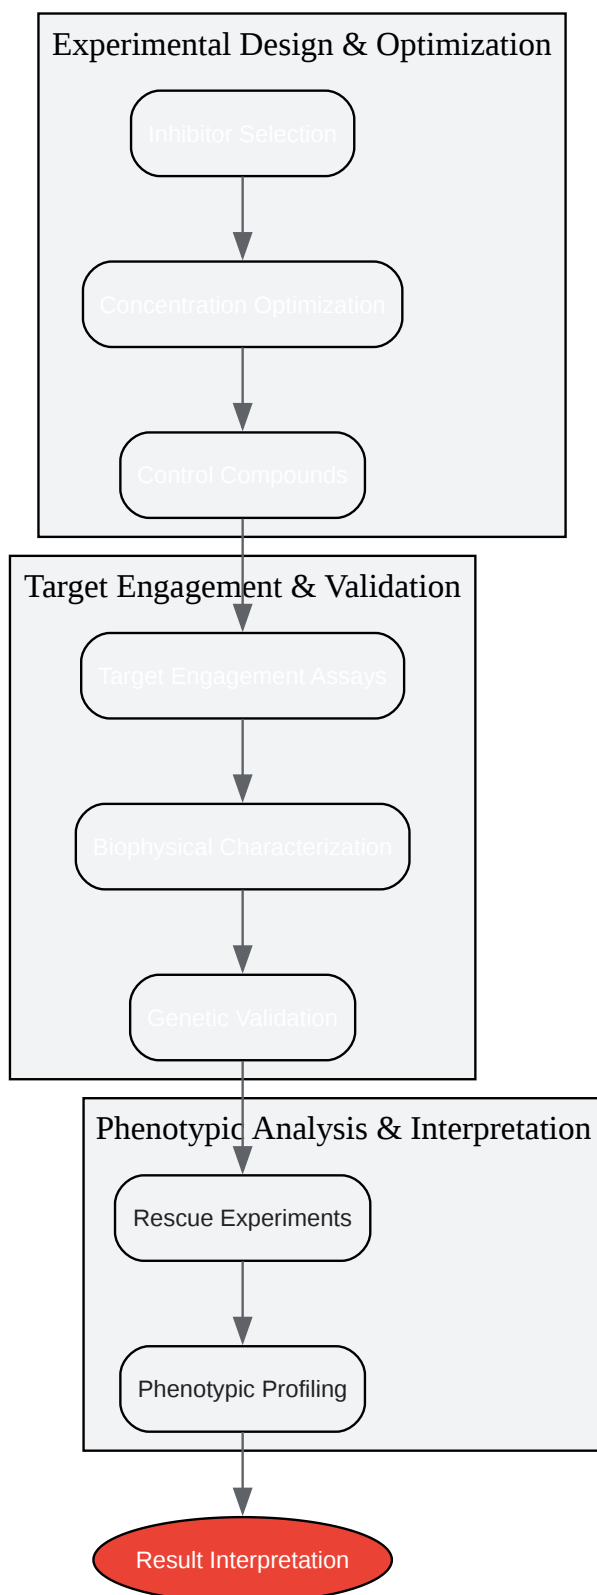 Experimental Design & Optimization
Inhibitor Selection
Concentration Optimization
Control Compounds
Target Engagement & Validation
Target Engagement Assays
Biophysical Characterization
Genetic Validation
Phenotypic Analysis & Interpretation
Rescue Experiments
Phenotypic Profiling
Result Interpretation